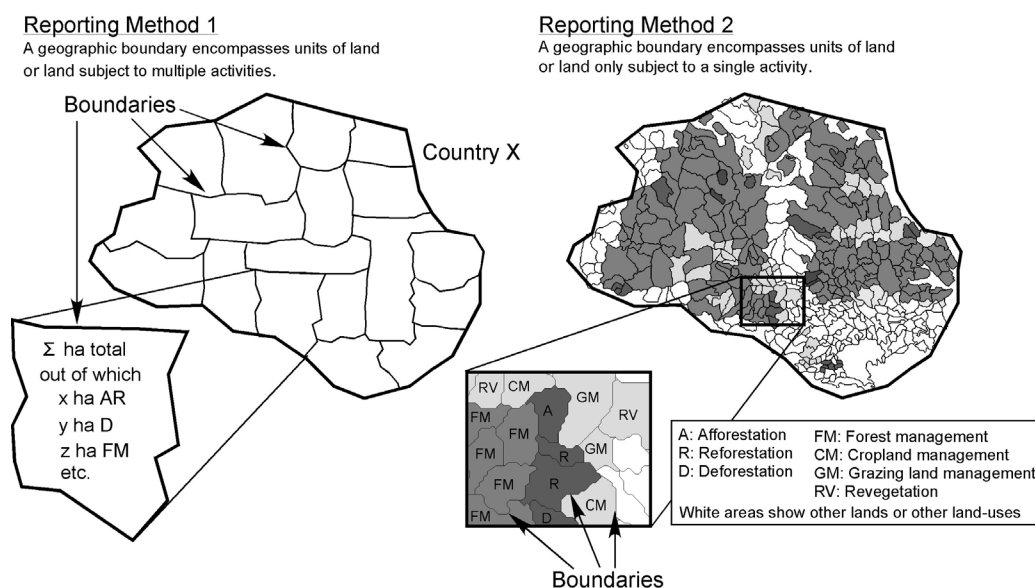 Reporting Method 1
A geographic boundary encompasses units of land
or land subject to multiple activities.
Boundaries
Country X
Σ ha total
out of which
x ha AR
y ha D
z ha FM
etc.
Reporting Method 2
A geographic boundary encompasses units of land
or land only subject to a single activity.
RV
CM
GM
RV
FM
A
FM
FM
R
GM
FM
R
CM
FM
D
Boundaries
A: Afforestation
R: Reforestation
D: Deforestation
FM: Forest management
CM: Cropland management
GM: Grazing land management
RV: Revegetation
White areas show other lands or other land-uses